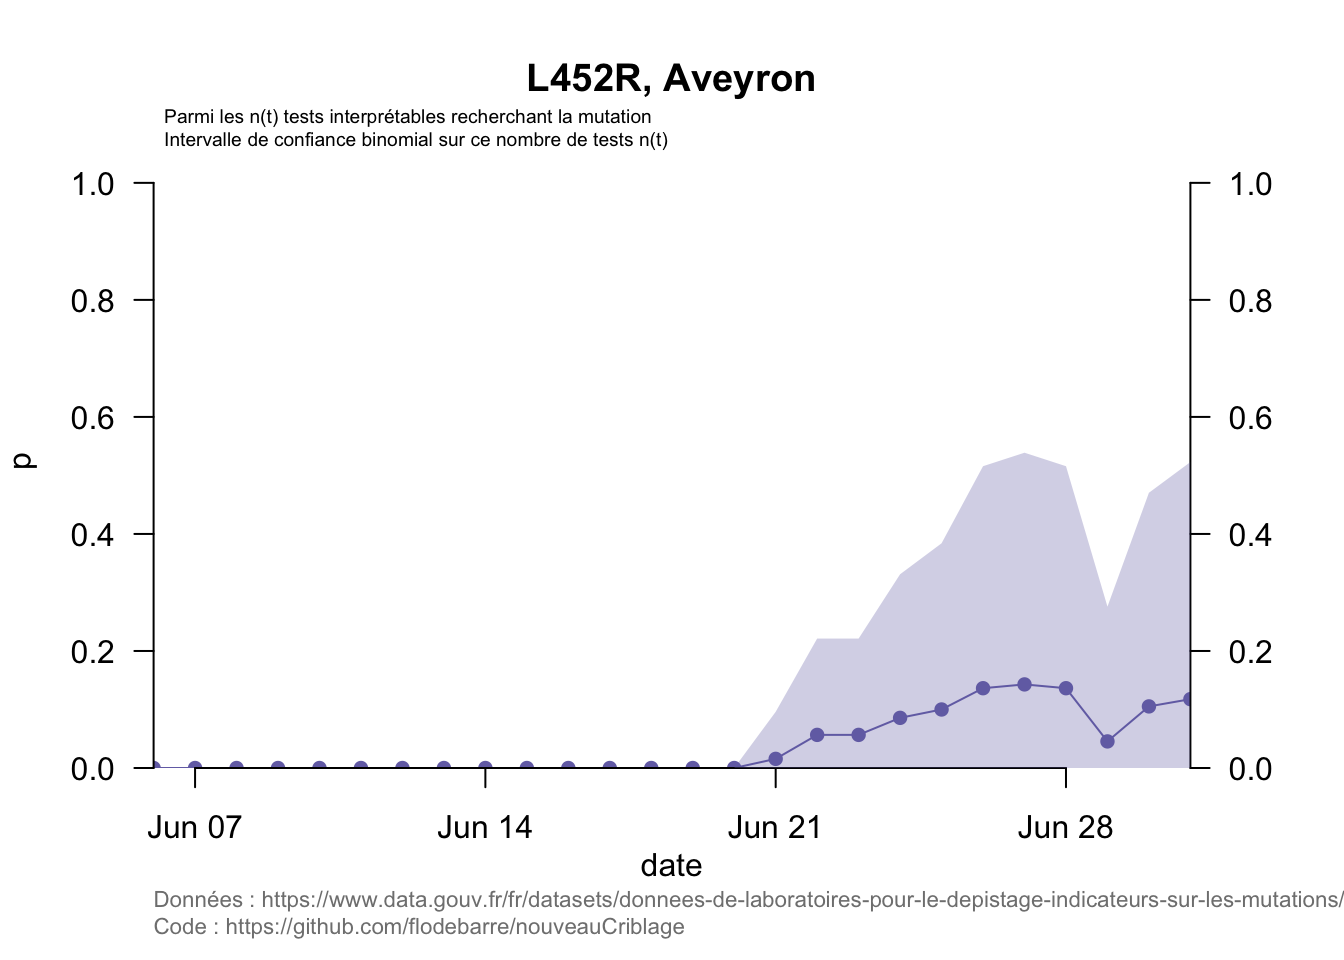 L452R, Aveyron
Parmi les n(t) tests interprétables recherchant la mutation
Intervalle de confiance binomial sur ce nombre de tests n(t)
1.0 1.0
0.8 0.8
0.6 0.6
p
0.4 0.4
0.2 0.2
0.0 0.0
Jun 07 Jun 14 Jun 21 Jun 28
date
Données : https://www.data.gouv.fr/fr/datasets/donnees-de-laboratoires-pour-le-depistage-indicateurs-sur-les-mutations/
Code : https://github.com/flodebarre/nouveauCriblage